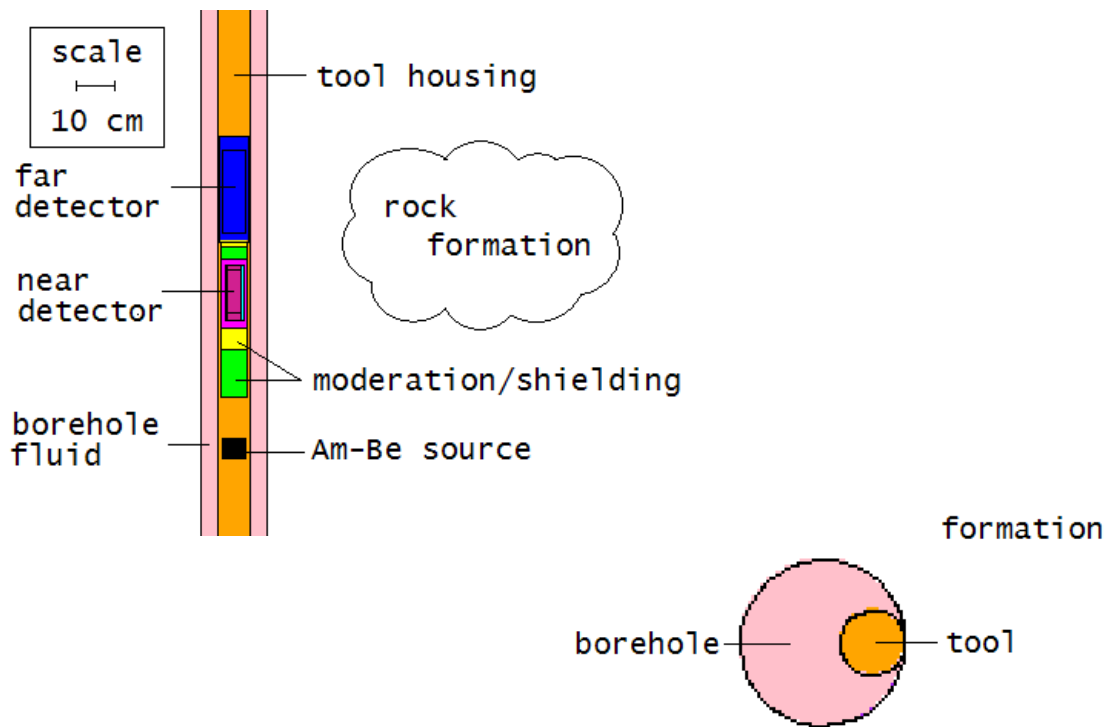 scale
10 cm
tool housing
far
detector
rock
formation
near
detector
moderation/shielding
borehole
fluid
Am-Be source
formation
borehole
tool